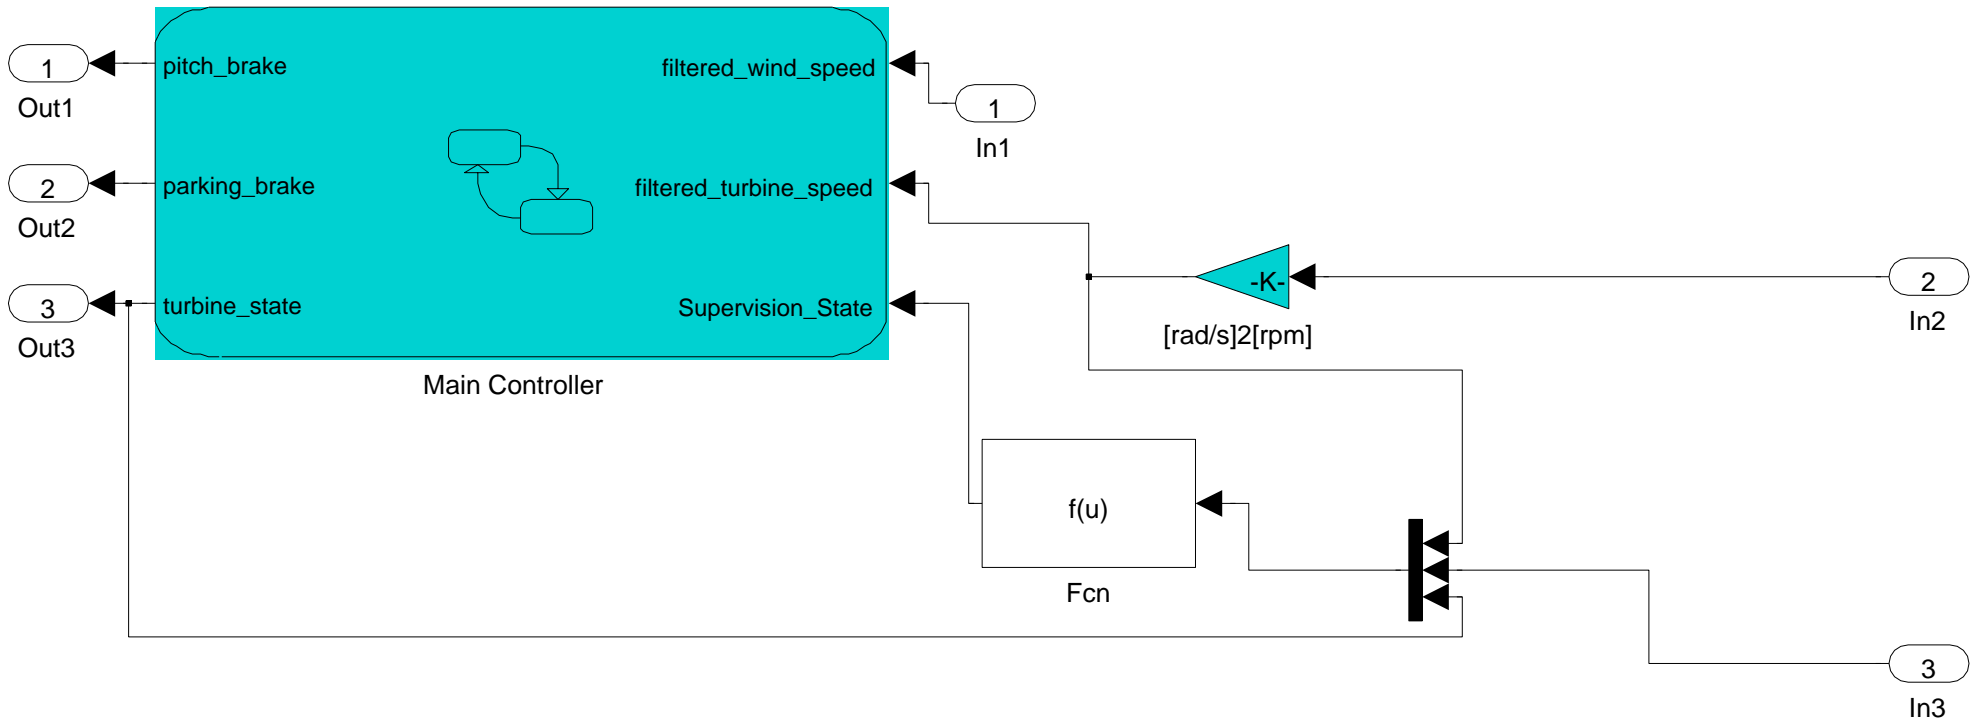 1
Out1
pitch_brake
filtered_wind_speed
1
In1
2
Out2
parking_brake
filtered_turbine_speed
-K-
[rad/s]2[rpm]
2
In2
3
Out3
turbine_state
Supervision_State
Main Controller
f(u)
Fcn
3
In3